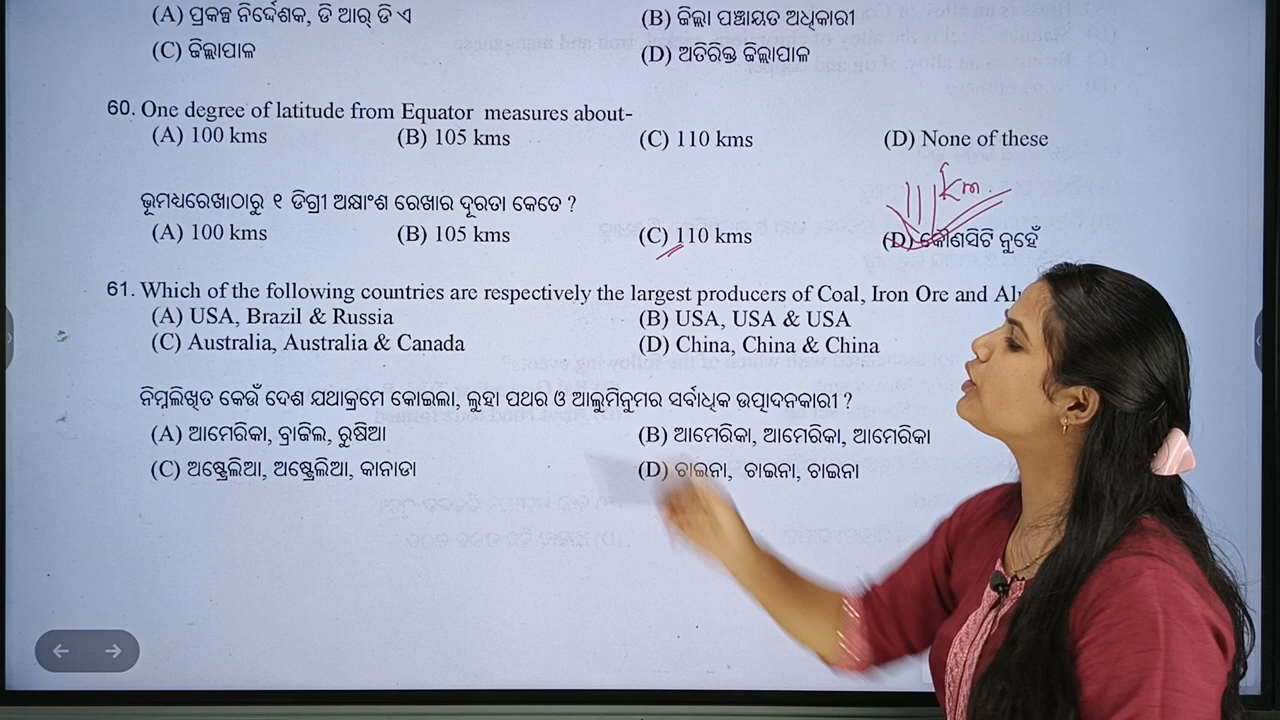 (A) ପ୍ରକଳ୍ପ ନିର୍ଦ୍ଦେଶକ, ଡି ଆର୍ ଡି ଏ (B) ଜିଲ୍ଲା ପଞ୍ଚାୟତ ଅଧିକାରୀ
(C) ଜିଲ୍ଲାପାଳ (D) ଅତିରିକ୍ତ ଜିଲ୍ଲାପାଳ
60. One degree of latitude from Equator measures about-
(A) 100 kms (B) 105 kms (C) 110 kms (D) None of these
111 km
ଭୂମଧ୍ୟରେଖାଠାରୁ ୧ ଡିଗ୍ରୀ ଅକ୍ଷାଂଶ ରେଖାର ଦୂରତା କେତେ ?
(A) 100 kms (B) 105 kms (C) 110 kms (D) କୌଣସିଟି ନୁହେଁ
61. Which of the following countries are respectively the largest producers of Coal, Iron Ore and
(A) USA, Brazil & Russia (B) USA, USA & USA
(C) Australia, Australia & Canada (D) China, China & China
ନିମ୍ନଲିଖିତ କେଉଁ ଦେଶ ଯଥାକ୍ରମେ କୋଇଲା, ଲୁହା ପଥର ଓ ଆଲୁମିନୁମର ସର୍ବାଧିକ ଉତ୍ପାଦନକାରୀ ?
(A) ଆମେରିକା, ବ୍ରାଜିଲ, ରୁଷିଆ (B) ଆମେରିକା, ଆମେରିକା, ଆମେରିକା
(C) ଅଷ୍ଟ୍ରେଲିଆ, ଅଷ୍ଟ୍ରେଲିଆ, କାନାଡା (D) ଚାଇନା, ଚାଇନା, ଚାଇନା